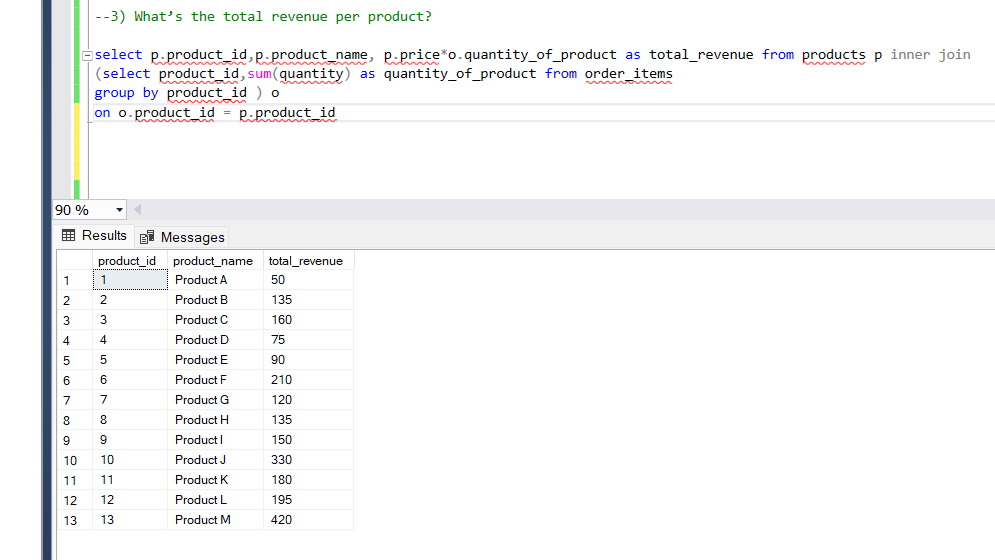 --3) What's the total revenue per product?
select p.product_id,p.product_name, p.price*o.quantity_of_product as total_revenue from products p inner join
(select product_id,sum(quantity) as quantity_of_product from order_items
group by product_id ) o
on o.product_id = p.product_id
90 %
Results Messages
product_id product_name total_revenue
1 1 Product A 50
2 2 Product B 135
3 3 Product C 160
4 4 Product D 75
5 5 Product E 90
6 6 Product F 210
7 7 Product G 120
8 8 Product H 135
9 9 Product I 150
10 10 Product J 330
11 11 Product K 180
12 12 Product L 195
13 13 Product M 420